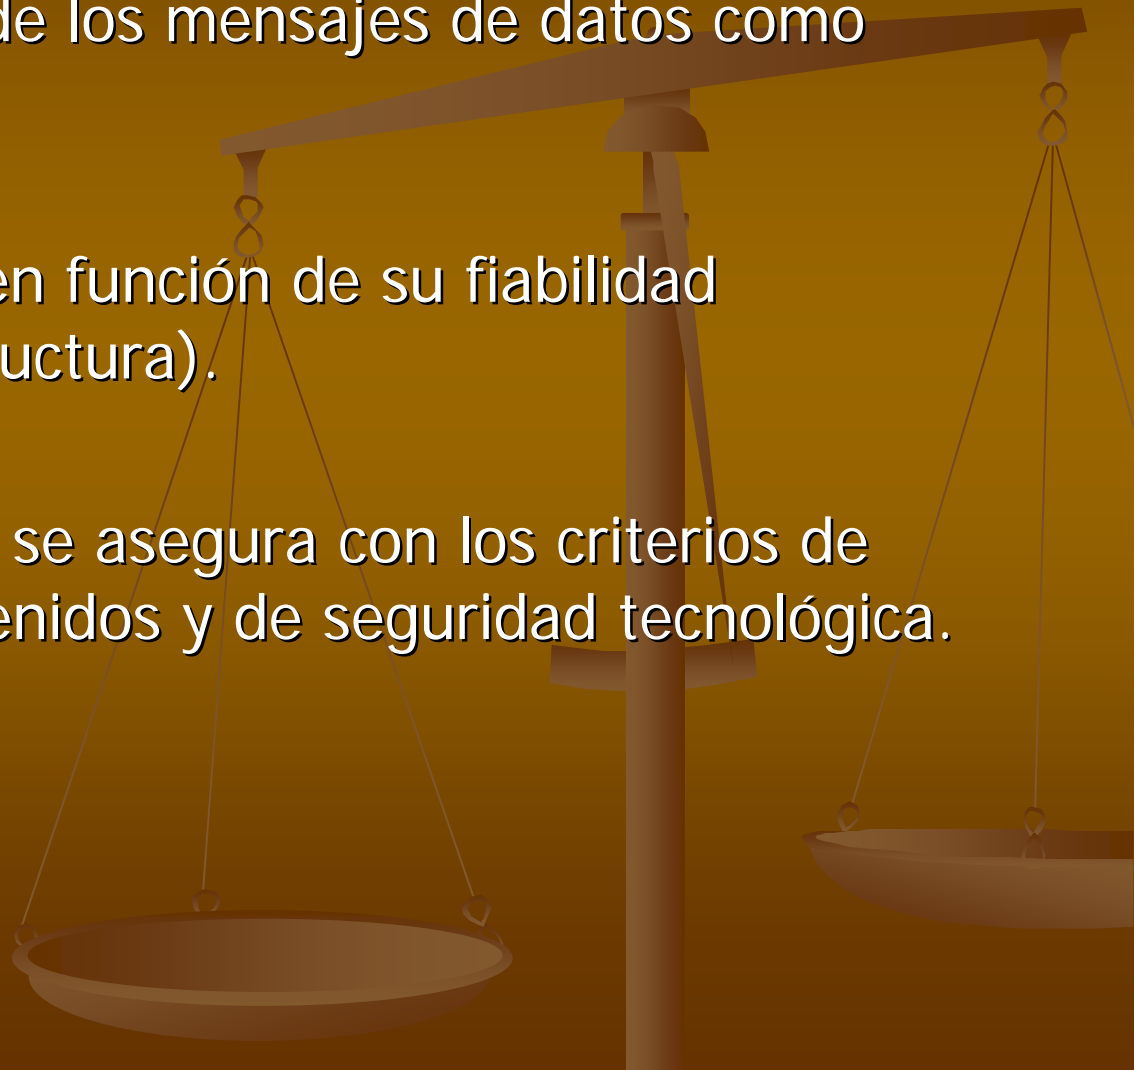 de los mensajes de datos como
en función de su fiabilidad
uctura).
se asegura con los criterios de
enidos y de seguridad tecnológica.